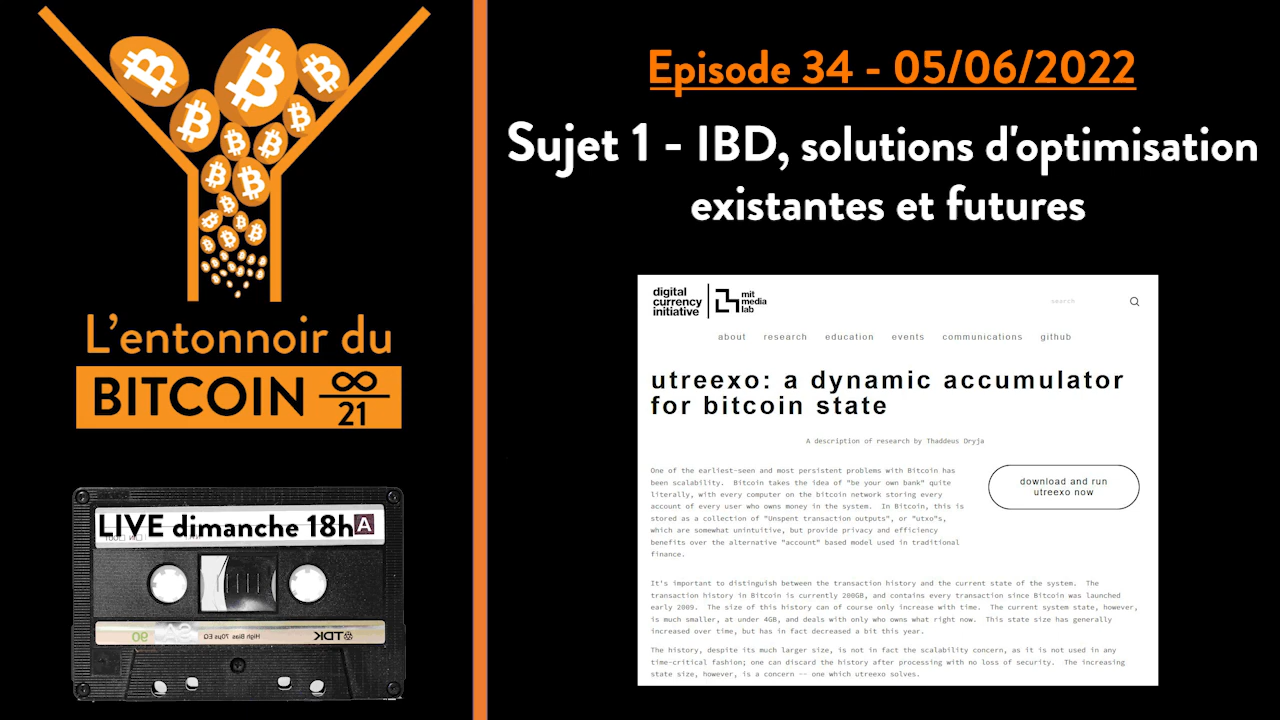 L'entonnoir du
BITCOIN ∞
21
LIVE dimanche 18hA
A 90
High Bias 70µs EQ
TDK
Episode 34 - 05/06/2022
Sujet 1 - IBD, solutions d'optimisation
existantes et futures
digital
currency
initiative
mit
media
lab
search
about research education events communications github
utreexo: a dynamic accumulator
for bitcoin state
A description of research by Thaddeus Dryja
One of the earliest-seen and most persistent problems with Bitcoin has
been scalability. Bitcoin takes the idea of "be your own bank" quite
literally, with every computer on the bitcoin network storing every
account of every user who owns money in the system. In Bitcoin, this is
stored as a collection of "Unspent transaction outputs", or "utxo"s,
which are somewhat unintuitive, but provide privacy and efficiency
benefits over the alternative "account" based model used in traditional
finance.
download and run
utreexo now
It's important to distinguish between the transaction history and the current state of the system. The
transaction history in Bitcoin is currently 200GB, and contains every transaction since Bitcoin was launched
early 2009. The size of this history can of course only increase with time. The current system state, however,
is much smaller, at under 4GB, and deals with only who owns what right now. This state size has generally
increased over time, but has in fact decreased a bit this year.
The history, despite its much larger size, is not in fact the scalability concern, as it is not used in any
time-critical fashion; one can discard the history after processing with no loss of security. The increasing
state size, however, is a concern -- one which utreexo solves.